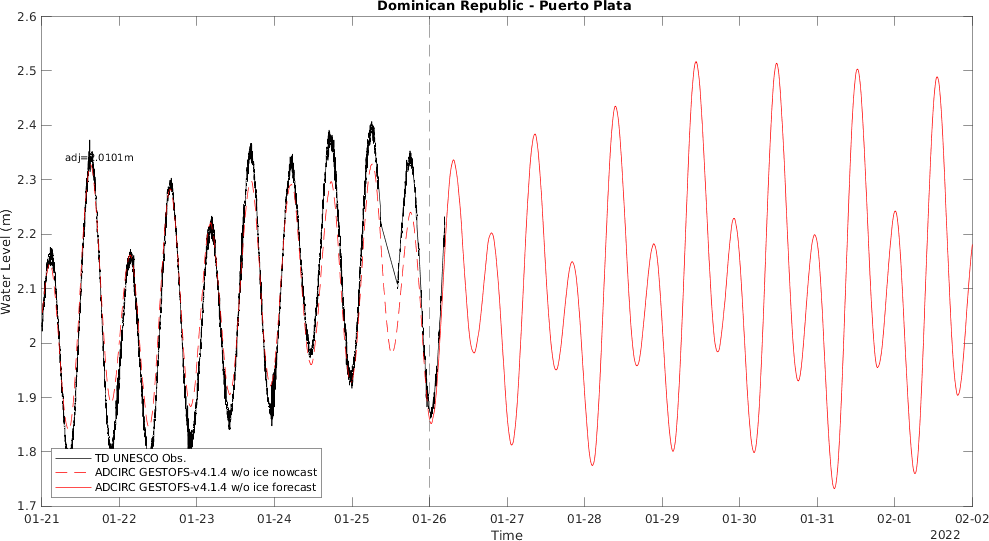 Dominican Republic - Puerto Plata
2.6
2.5
2.4
2.3
2.2
2.1
2
1.9
1.8
1.7
Water Level (m)
adj=2.0101m
TD UNESCO Obs.
ADCIRC GESTOFS-v4.1.4 w/o ice nowcast
ADCIRC GESTOFS-v4.1.4 w/o ice forecast
01-21 01-22 01-23 01-24 01-25 01-26 01-27 01-28 01-29 01-30 01-31 02-01 02-02
Time
2022